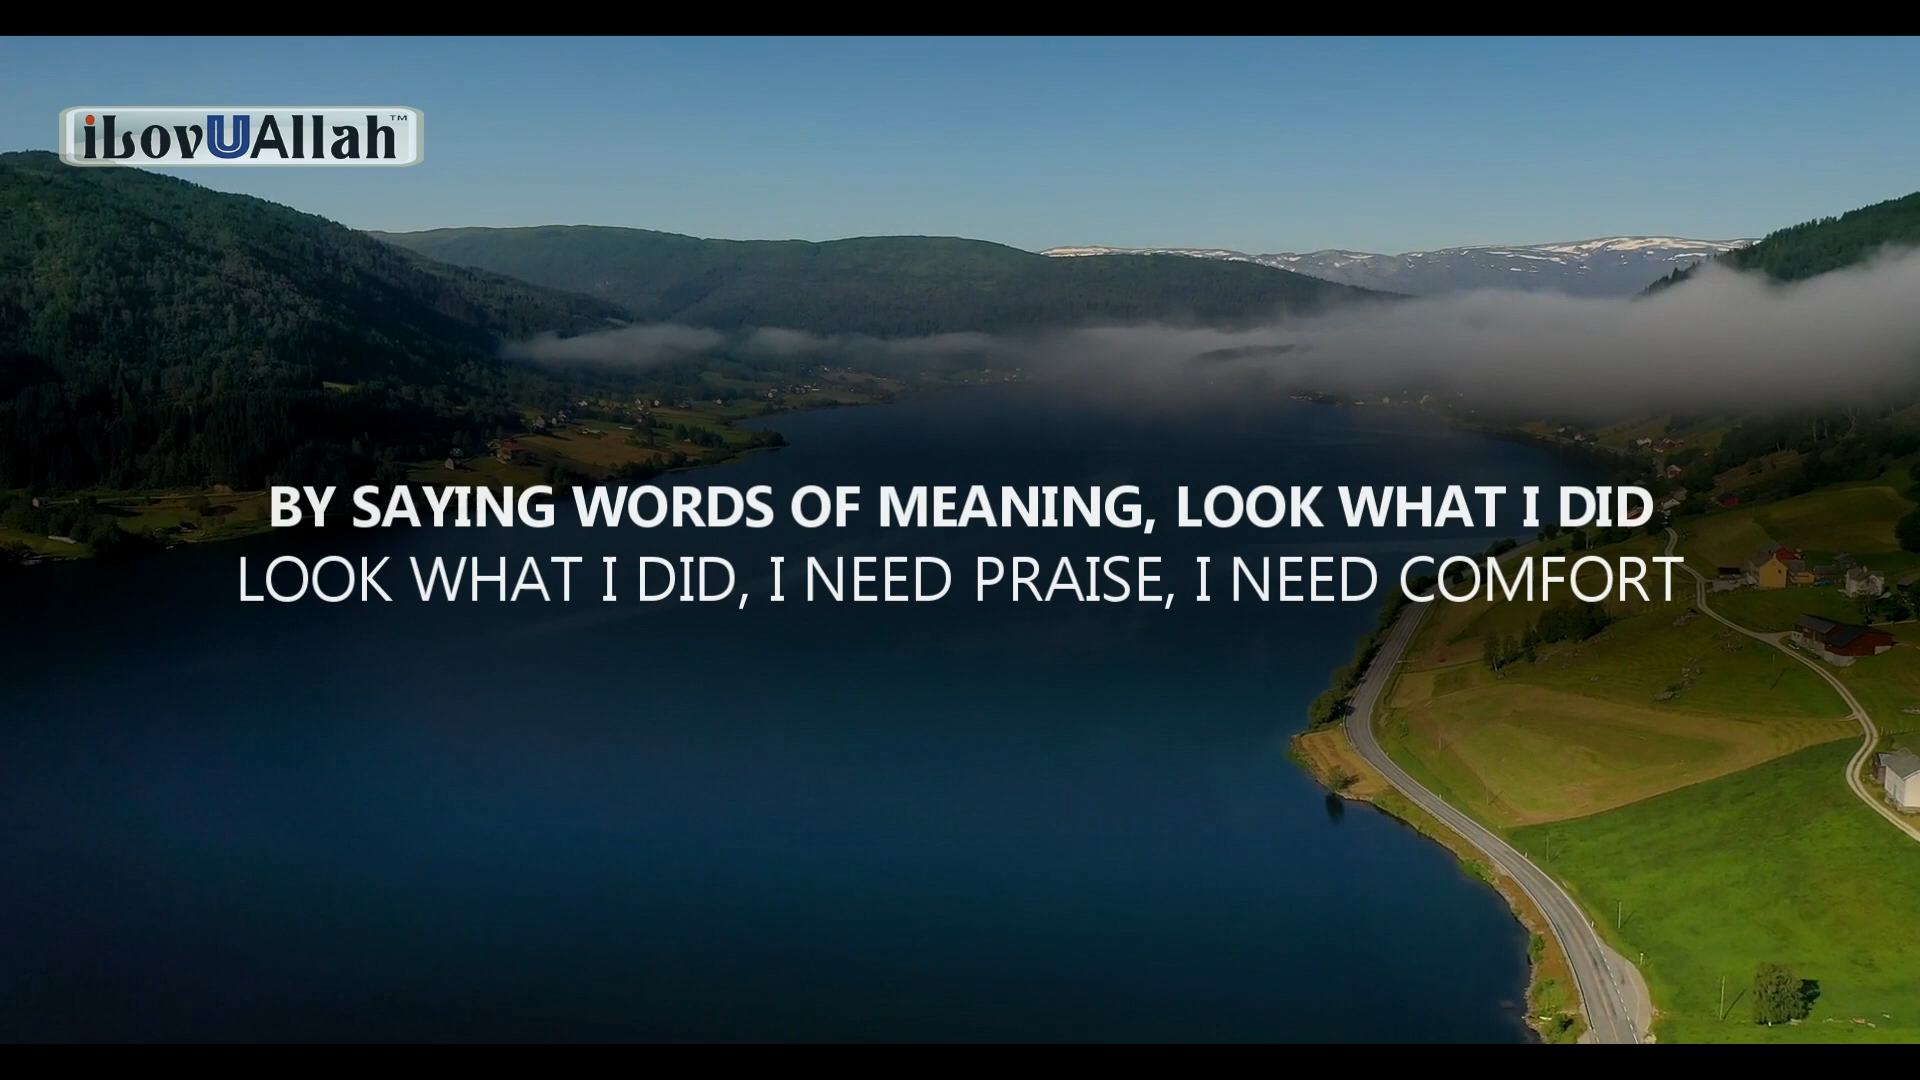 iLovUAllah™
BY SAYING WORDS OF MEANING, LOOK WHAT I DID
LOOK WHAT I DID, I NEED PRAISE, I NEED COMFORT